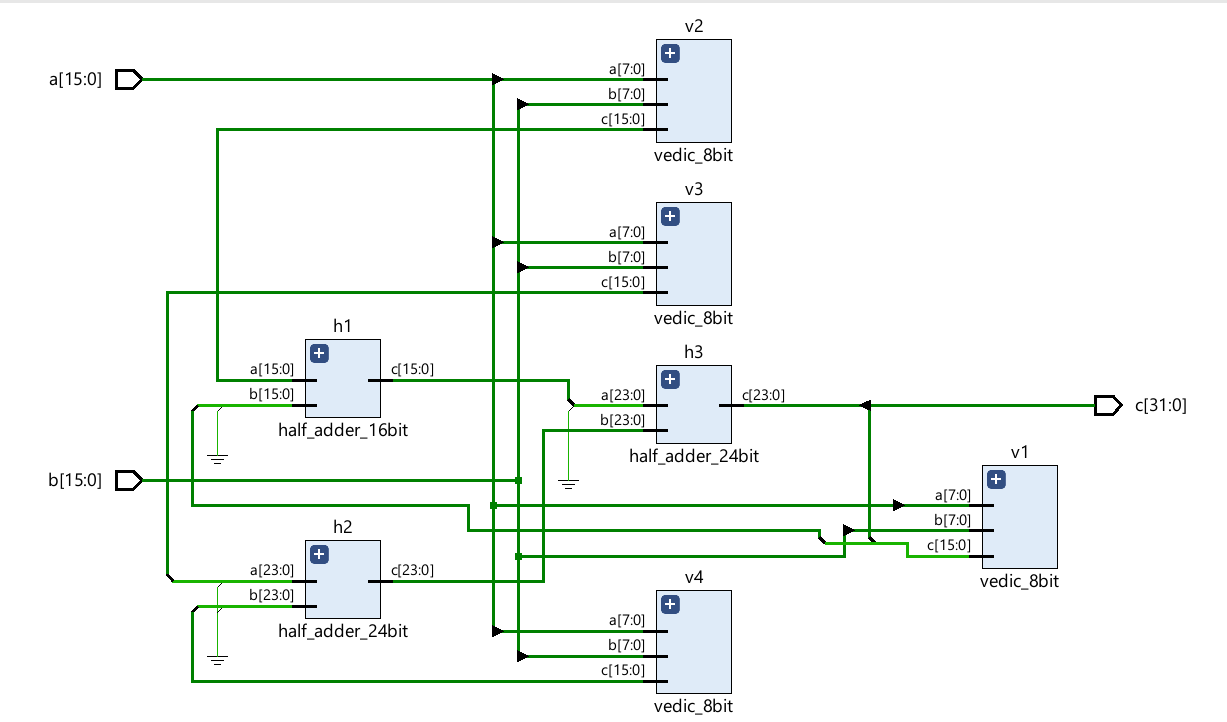 v2
a[15:0]
a[7:0]
b[7:0]
c[15:0]
vedic_8bit
v3
a[7:0]
b[7:0]
c[15:0]
vedic_8bit
h1
a[15:0]
b[15:0]
c[15:0]
half_adder_16bit
h3
a[23:0]
b[23:0]
c[23:0]
half_adder_24bit
c[31:0]
b[15:0]
v1
a[7:0]
b[7:0]
c[15:0]
vedic_8bit
h2
a[23:0]
b[23:0]
c[23:0]
half_adder_24bit
v4
a[7:0]
b[7:0]
c[15:0]
vedic_8bit